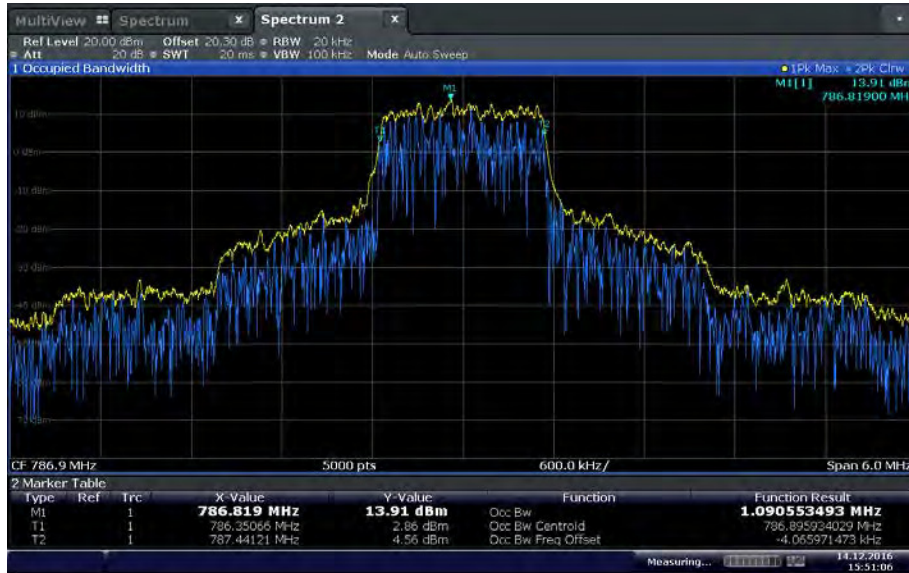 MultiView Spectrum x Spectrum 2 x
Ref Level 20.00 dBm Offset 20.30 dB RBW 20 kHz
Att 20 dB SWT 20 ms VBW 100 kHz Mode Auto Sweep
1 Occupied Bandwidth 1Pk Max 2Pk Clrw
M1[1] 13.91 dBm
786.81900 MH
M1
10 dBm
T1 T2
0 dBm
-10 dBm
-20 dBm
-30 dBm
-40 dBm
-70 dBm
CF 786.9 MHz 5000 pts 600.0 kHz/ Span 6.0 MHz
2 Marker Table
Type Ref Trc X-Value Y-Value Function Function Result
M1 1 786.819 MHz 13.91 dBm Occ Bw 1.090553493 MHz
T1 1 786.35066 MHz 2.86 dBm Occ Bw Centroid 786.895934029 MHz
T2 1 787.44121 MHz 4.56 dBm Occ Bw Freq Offset -4.065971473 kHz
Measuring... 14.12.2016
15:51:06